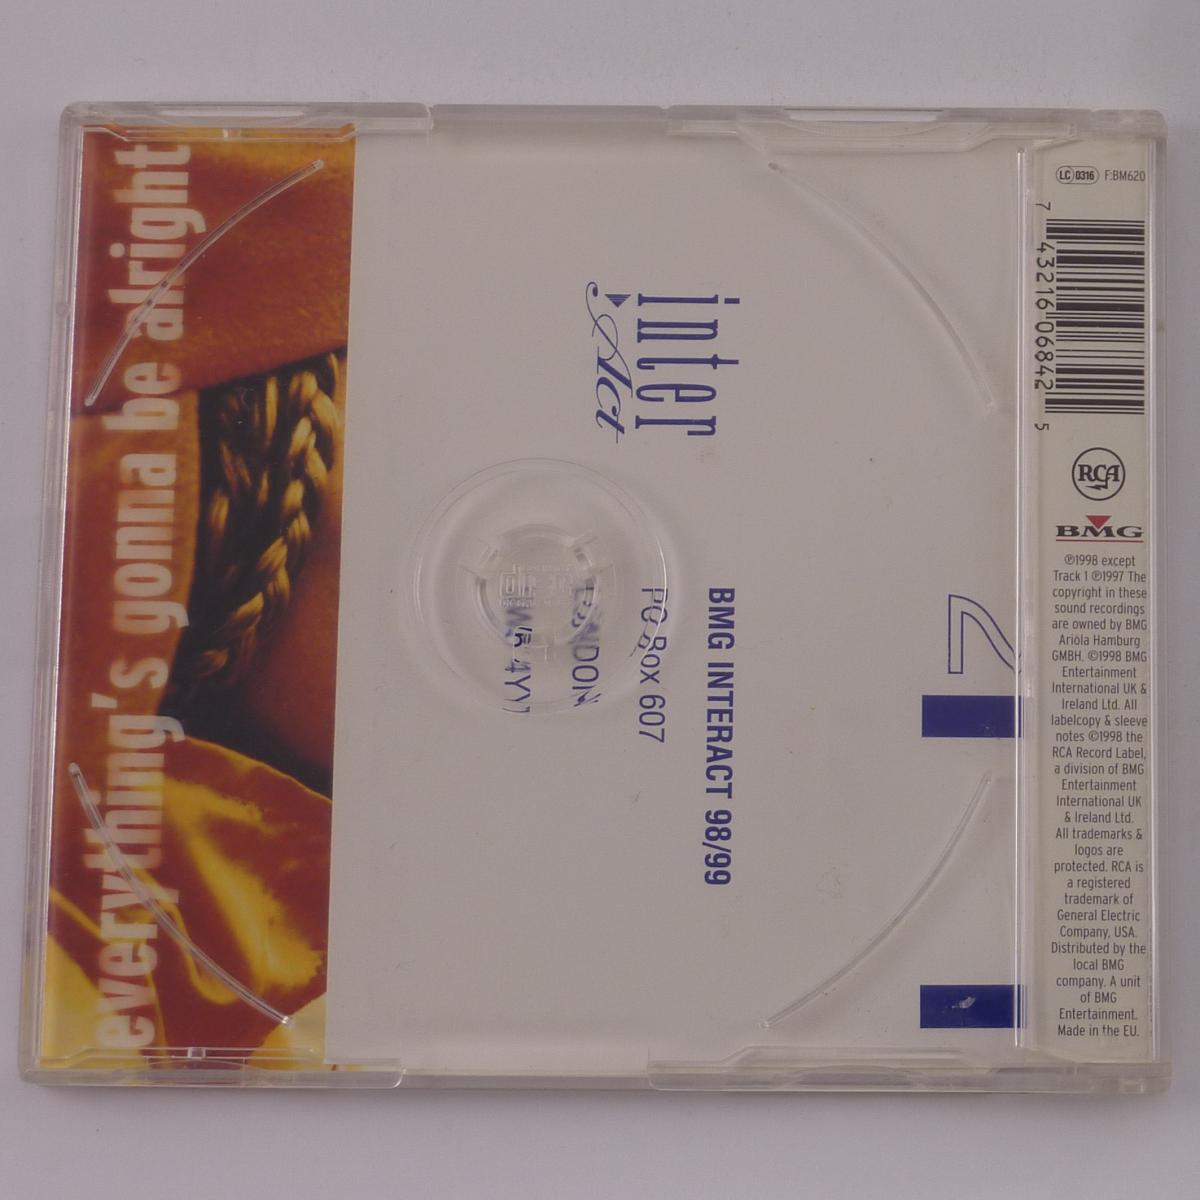 everything's gonna be alright
inter
Act
BMG INTERACT 98/99
PO Box 607
LONDON
2
LC 0316 F:BM620
7 43216 06842 5
RCA
BMG
℗1998 except
Track 1 ℗1997 The
copyright in these
sound recordings
are owned by BMG
Ariola Hamburg
GMBH. ©1998 BMG
Entertainment
International UK &
Ireland Ltd. All
labelcopy & sleeve
notes ©1998 the
RCA Record Label,
a division of BMG
Entertainment
International UK
& Ireland Ltd.
All trademarks &
logos are
protected. RCA is
a registered
trademark of
General Electric
Company, USA.
Distributed by the
local BMG
company. A unit
of BMG
Entertainment.
Made in the EU.